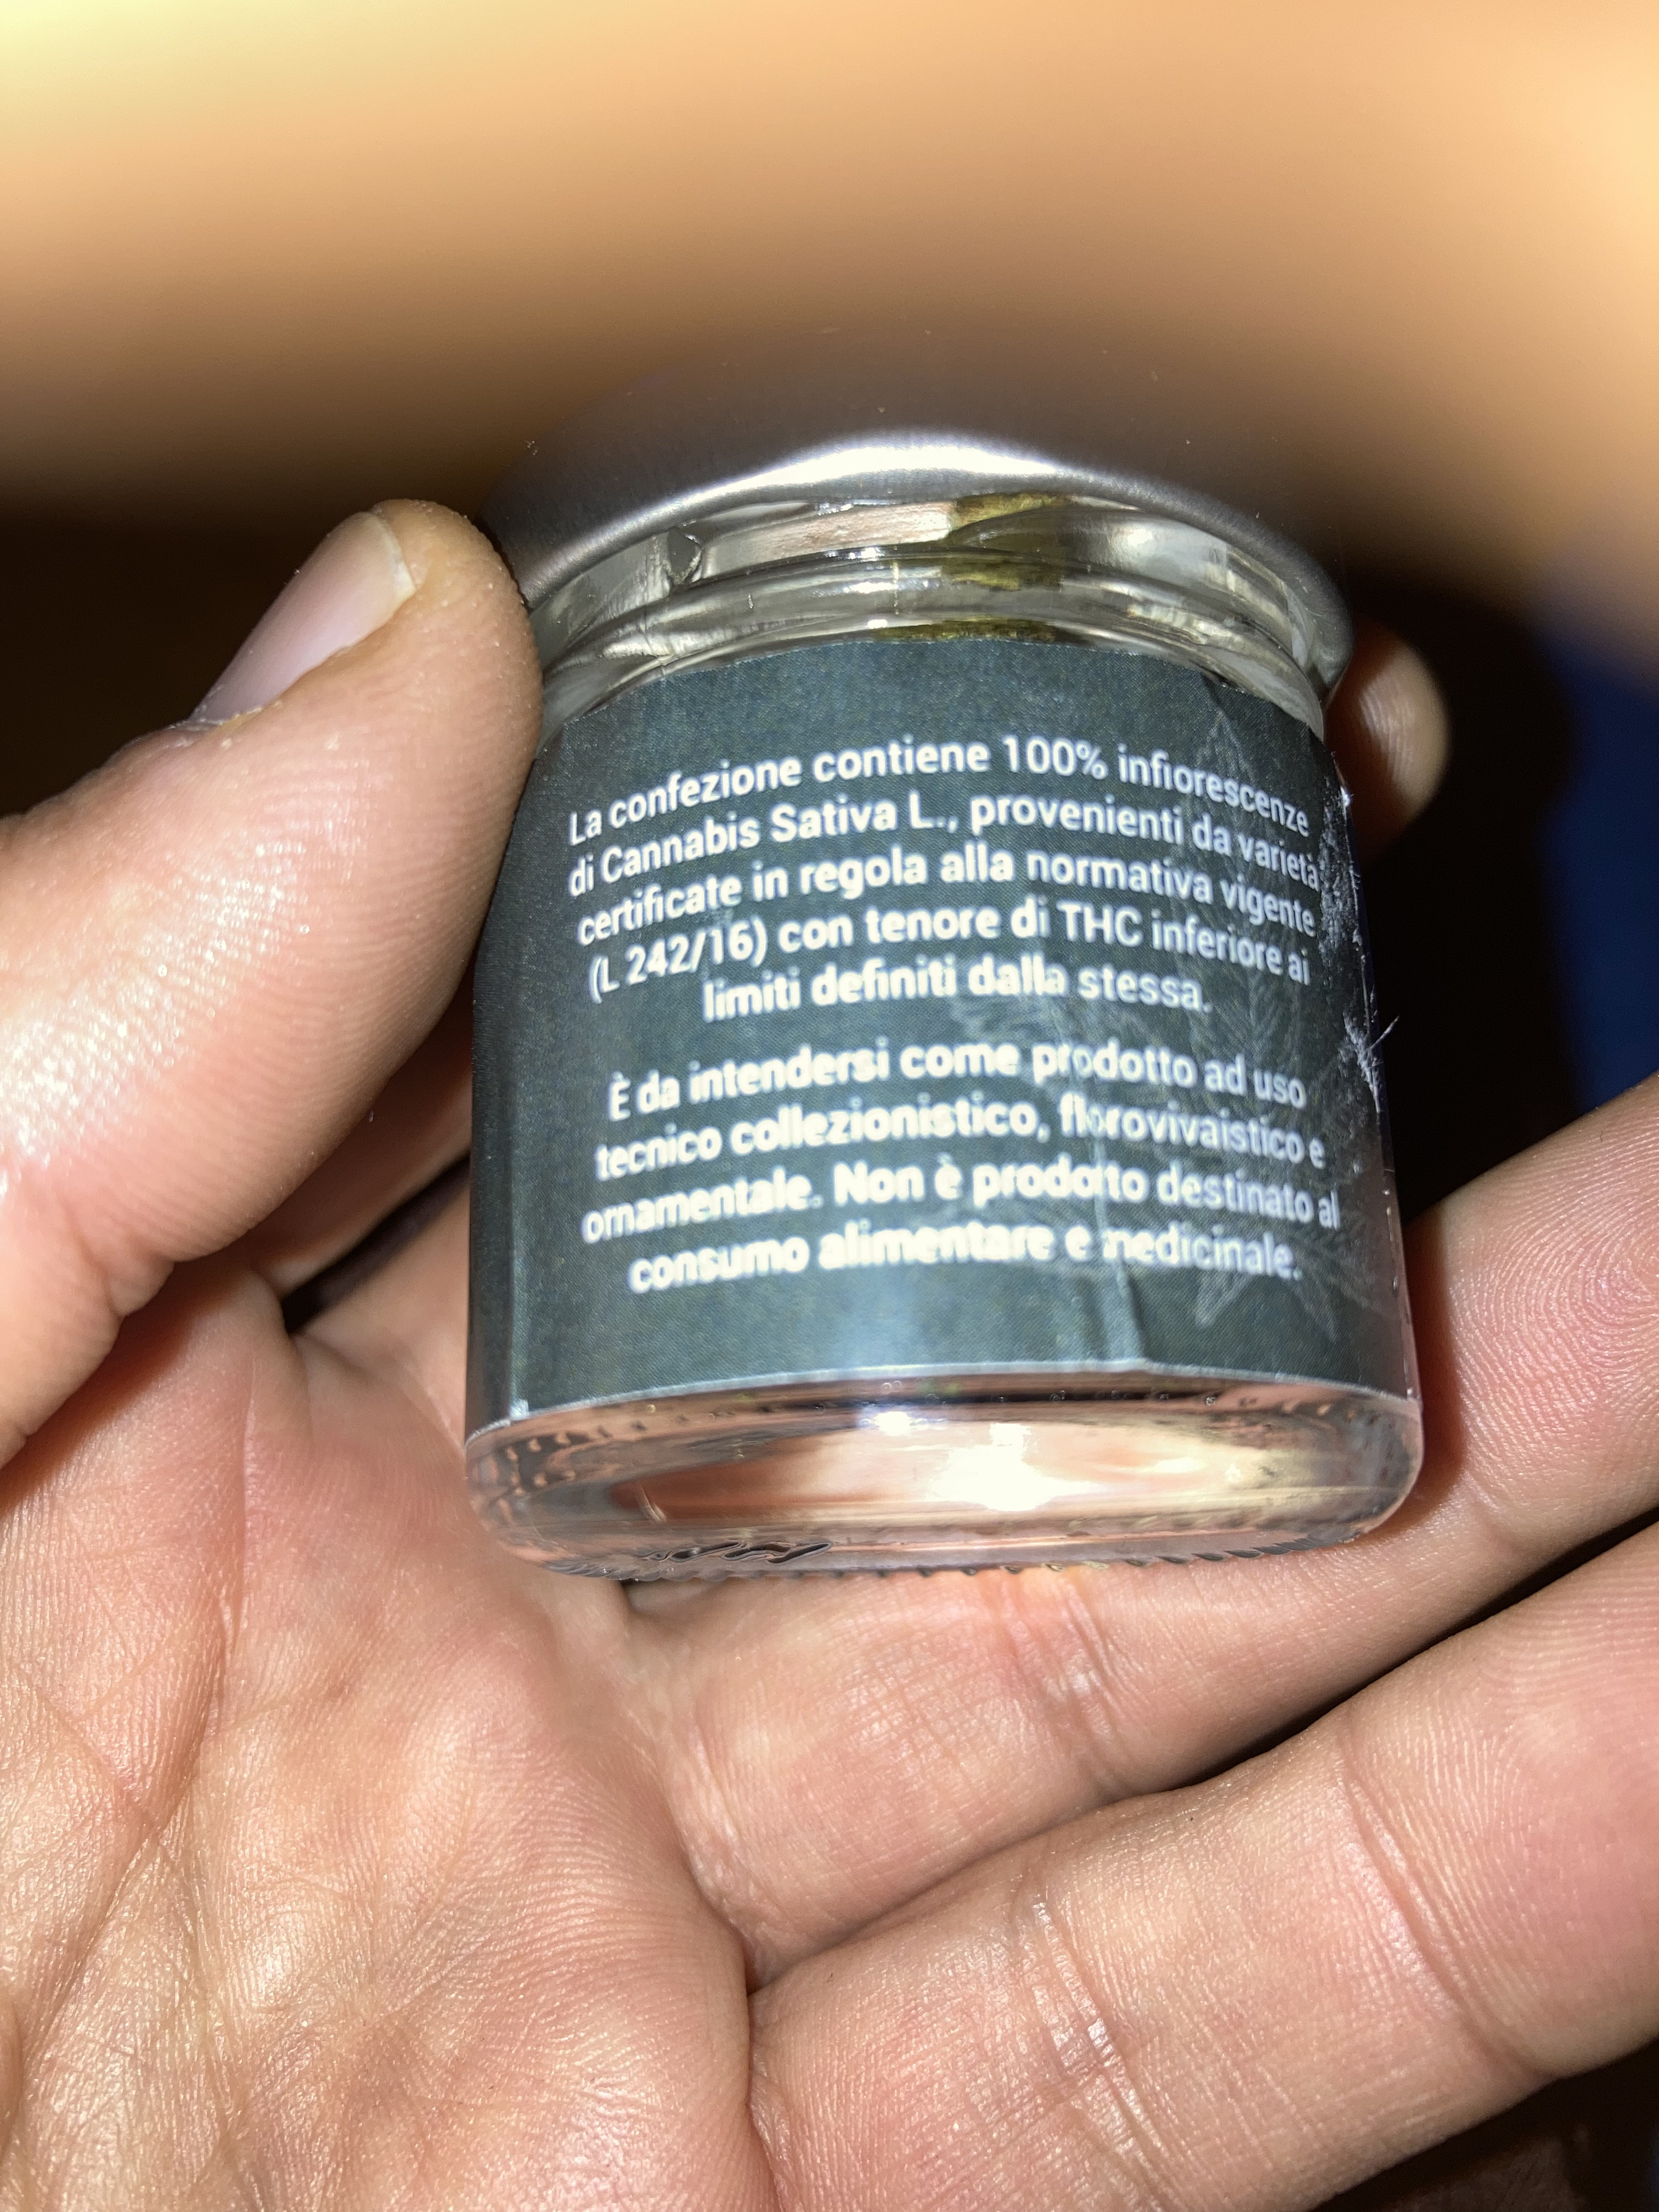 La confezione contiene 100% infiorescenze
di Cannabis Sativa L., provenienti da varietà
certificate in regola alla normativa vigente
(L 242/16) con tenore di THC inferiore ai
limiti definiti dalla stessa.
È da intendersi come prodotto ad uso
tecnico collezionistico, florovivaistico e
ornamentale. Non è prodotto destinato al
consumo alimentare e medicinale.